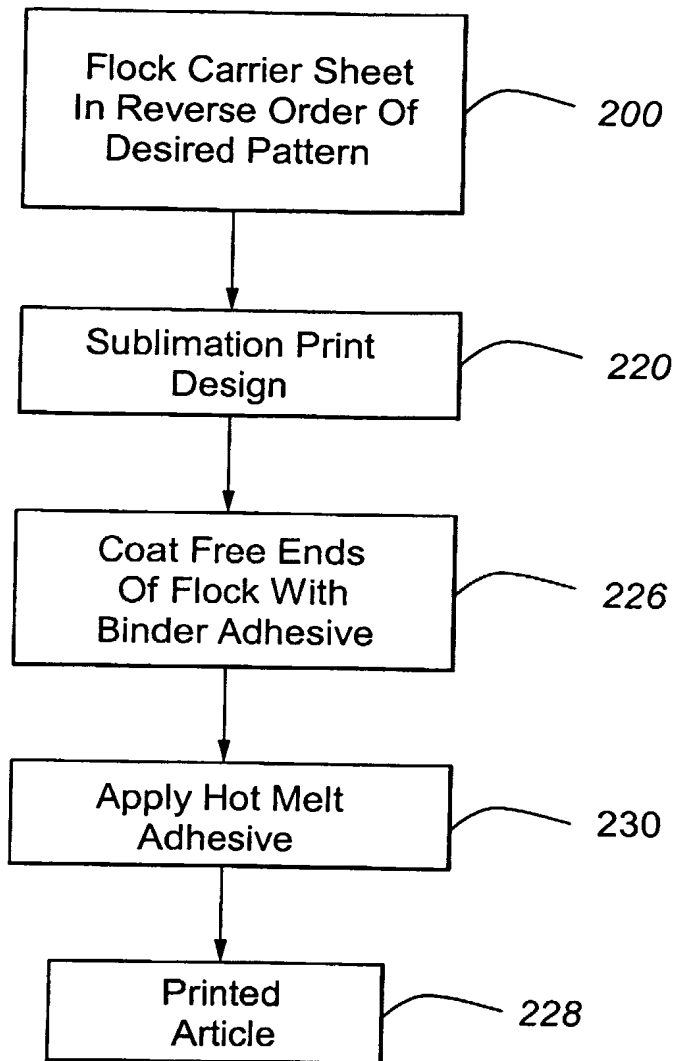 Flock Carrier Sheet
In Reverse Order Of
Desired Pattern
200
Sublimation Print
Design
220
Coat Free Ends
Of Flock With
Binder Adhesive
226
Apply Hot Melt
Adhesive
230
Printed
Article
228